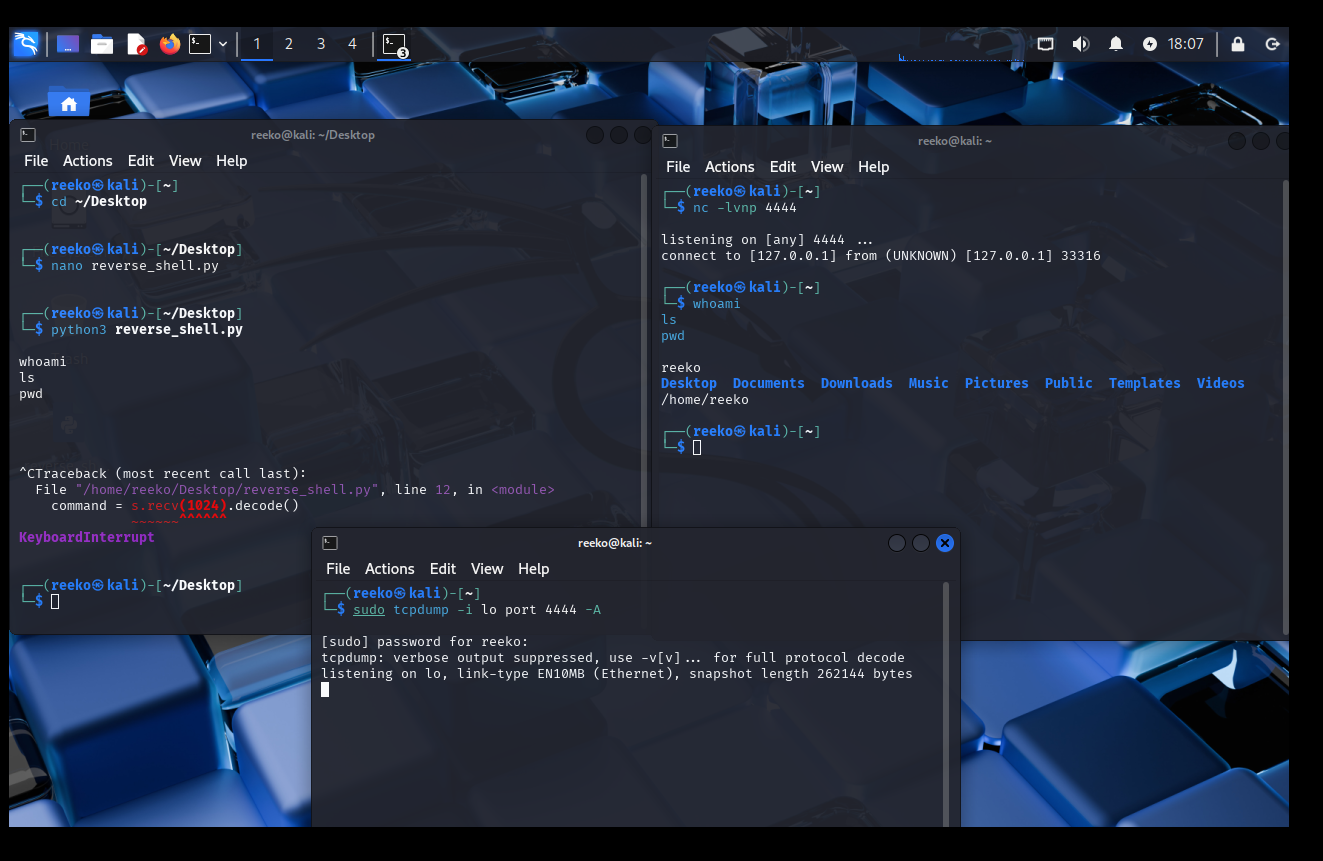 1 2 3 4 3 18:07
reeko@kali: ~/Desktop
File Actions Edit View Help
┌──(reeko㉿kali)-[~]
└─$ cd ~/Desktop
┌──(reeko㉿kali)-[~/Desktop]
└─$ nano reverse_shell.py
┌──(reeko㉿kali)-[~/Desktop]
└─$ python3 reverse_shell.py
whoami
ls
pwd
^CTraceback (most recent call last):
  File "/home/reeko/Desktop/reverse_shell.py", line 12, in <module>
    command = s.recv(1024).decode()
              ~~~~~~^^^^^^
KeyboardInterrupt
┌──(reeko㉿kali)-[~/Desktop]
└─$
reeko@kali: ~
File Actions Edit View Help
┌──(reeko㉿kali)-[~]
└─$ nc -lvnp 4444
listening on [any] 4444 ...
connect to [127.0.0.1] from (UNKNOWN) [127.0.0.1] 33316
┌──(reeko㉿kali)-[~]
└─$ whoami
ls
pwd
reeko
Desktop Documents Downloads Music Pictures Public Templates Videos
/home/reeko
┌──(reeko㉿kali)-[~]
└─$
reeko@kali: ~
File Actions Edit View Help
┌──(reeko㉿kali)-[~]
└─$ sudo tcpdump -i lo port 4444 -A
[sudo] password for reeko:
tcpdump: verbose output suppressed, use -v[v]... for full protocol decode
listening on lo, link-type EN10MB (Ethernet), snapshot length 262144 bytes